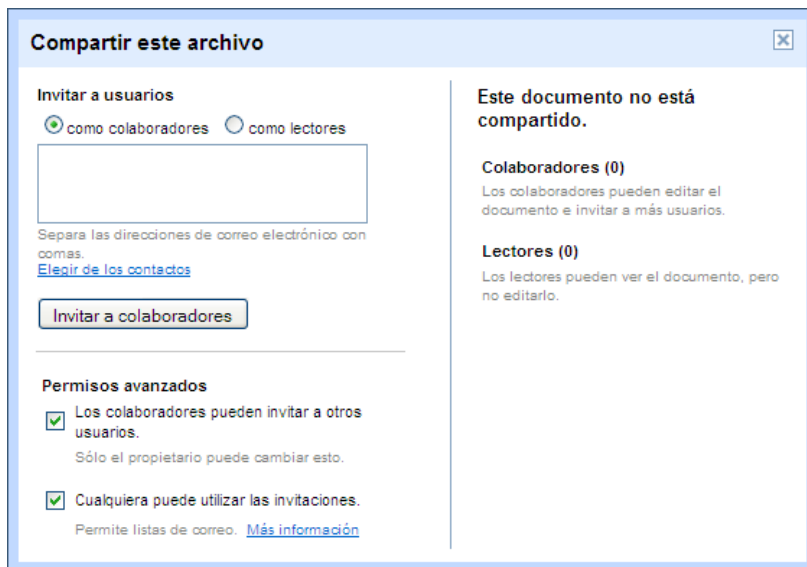 Compartir este archivo
Invitar a usuarios
como colaboradores como lectores
Separa las direcciones de correo electrónico con
comas.
Elegir de los contactos
Invitar a colaboradores
Permisos avanzados
Los colaboradores pueden invitar a otros
usuarios.
Sólo el propietario puede cambiar esto.
Cualquiera puede utilizar las invitaciones.
Permite listas de correo. Más información
Este documento no está
compartido.
Colaboradores (0)
Los colaboradores pueden editar el
documento e invitar a más usuarios.
Lectores (0)
Los lectores pueden ver el documento, pero
no editarlo.